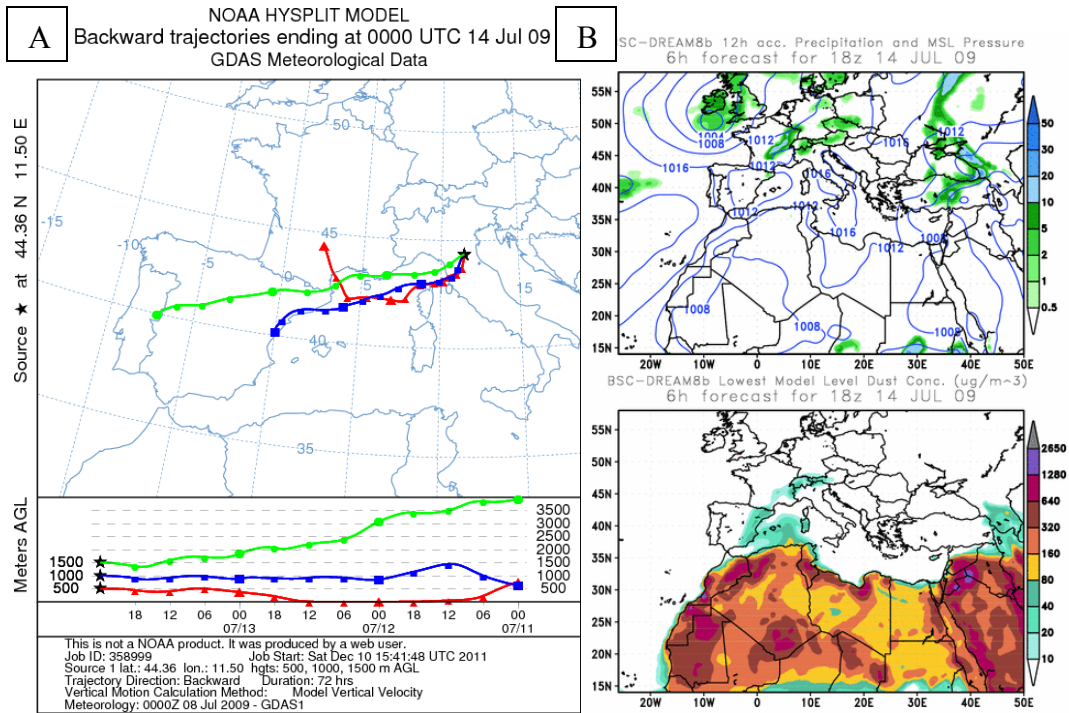 A
NOAA HYSPLIT MODEL
Backward trajectories ending at 0000 UTC 14 Jul 09
GDAS Meteorological Data
Source ★ at 44.36 N 11.50 E
-15
-10
50
45
0
5
15
40
35
Meters AGL
1500
1000
500
3500
3000
2500
2000
1500
1000
500
18 12 06 00 18 12 06 00 18 12 06 00
07/13 07/12 07/11
This is not a NOAA product. It was produced by a web user.
Job ID: 358999 Job Start: Sat Dec 10 15:41:48 UTC 2011
Source 1 lat.: 44.36 lon.: 11.50 hgts: 500, 1000, 1500 m AGL
Trajectory Direction: Backward Duration: 72 hrs
Vertical Motion Calculation Method: Model Vertical Velocity
Meteorology: 0000Z 08 Jul 2009 - GDAS1
B
SC-DREAM8b 12h acc. Precipitation and MSL Pressure
6h forecast for 18z 14 JUL 09
55N
50N
45N
40N
35N
30N
25N
20N
15N
1004
1008
1012
1012
1012
1016
1016
1016
1012
1012
1016
1012
1008
1008
1008
1008
20W 10W 0 10E 20E 30E 40E 50E
50
30
20
10
5
2
1
0.5
BSC-DREAM8b Lowest Model Level Dust Conc. (ug/m^3)
6h forecast for 18z 14 JUL 09
55N
50N
45N
40N
35N
30N
25N
20N
15N
20W 10W 0 10E 20E 30E 40E 50E
2650
1280
640
320
160
80
40
20
10